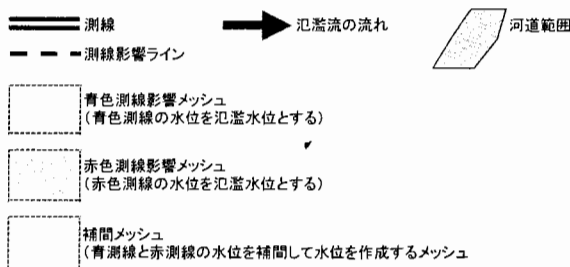 測線
氾濫流の流れ
河道範囲
測線影響ライン
青色測線影響メッシュ
(青色測線の水位を氾濫水位とする)
赤色測線影響メッシュ
(赤色測線の水位を氾濫水位とする)
補間メッシュ
(青測線と赤測線の水位を補間して水位を作成するメッシュ